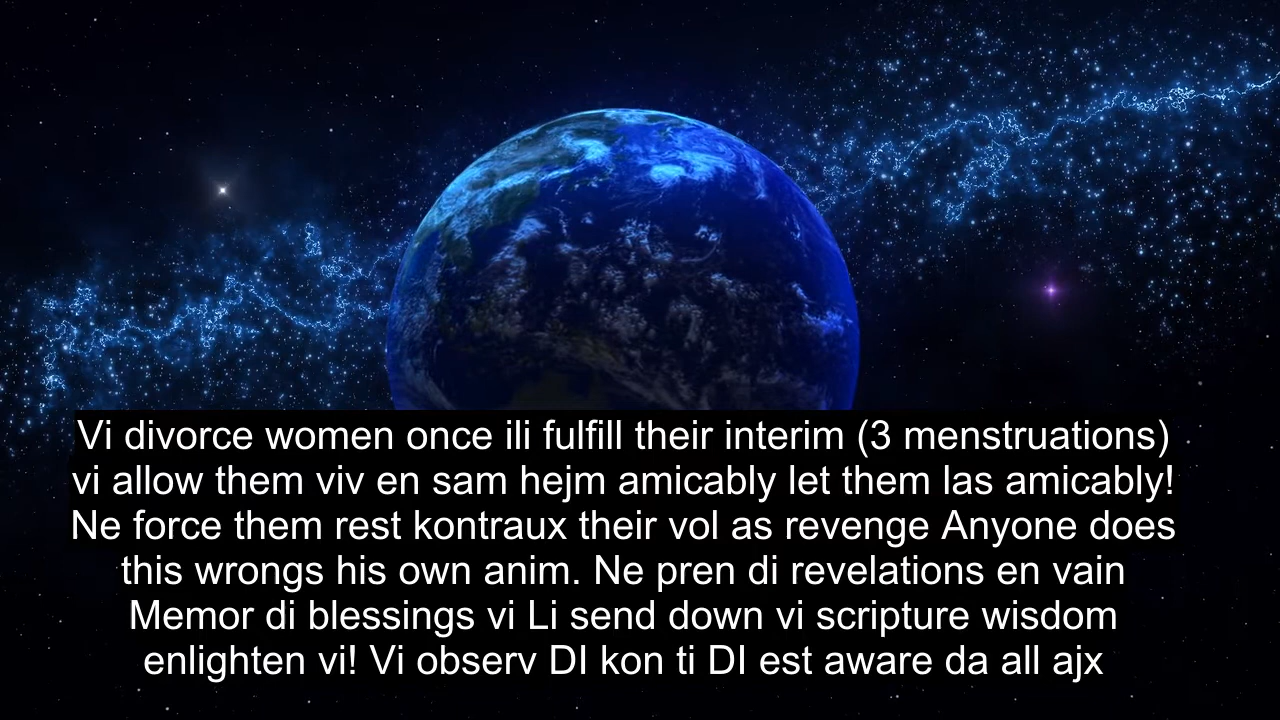 Vi divorce women once ili fulfill their interim (3 menstruations)
vi allow them viv en sam hejm amicably let them las amicably!
Ne force them rest kontraux their vol as revenge Anyone does
this wrongs his own anim. Ne pren di revelations en vain
Memor di blessings vi Li send down vi scripture wisdom
enlighten vi! Vi observ DI kon ti DI est aware da all ajx